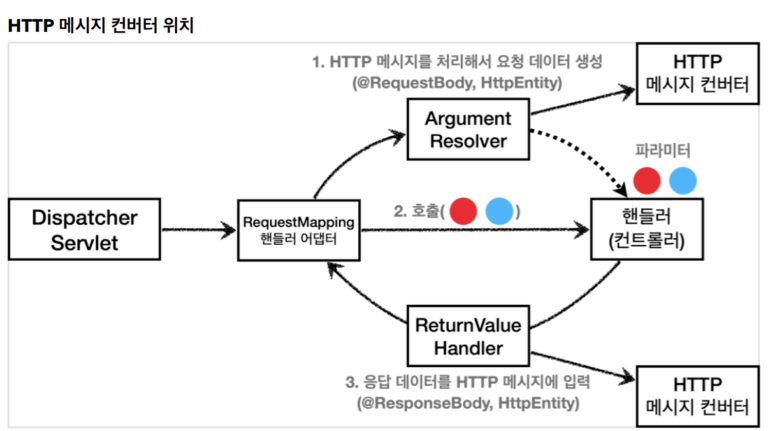 HTTP 메시지 컨버터 위치
1. HTTP 메시지를 처리해서 요청 데이터 생성
(@RequestBody, HttpEntity)
HTTP
메시지 컨버터
Argument
Resolver
파라미터
Dispatcher
Servlet
RequestMapping
핸들러 어댑터
2. 호출( )
핸들러
(컨트롤러)
ReturnValue
Handler
3. 응답 데이터를 HTTP 메시지에 입력
(@ResponseBody, HttpEntity)
HTTP
메시지 컨버터